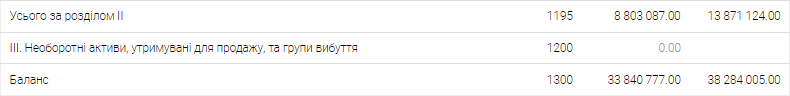 Усього за розділом II 1195 8 803 087.00 13 871 124.00
III. Необоротні активи, утримувані для продажу, та групи вибуття 1200 0.00
Баланс 1300 33 840 777.00 38 284 005.00